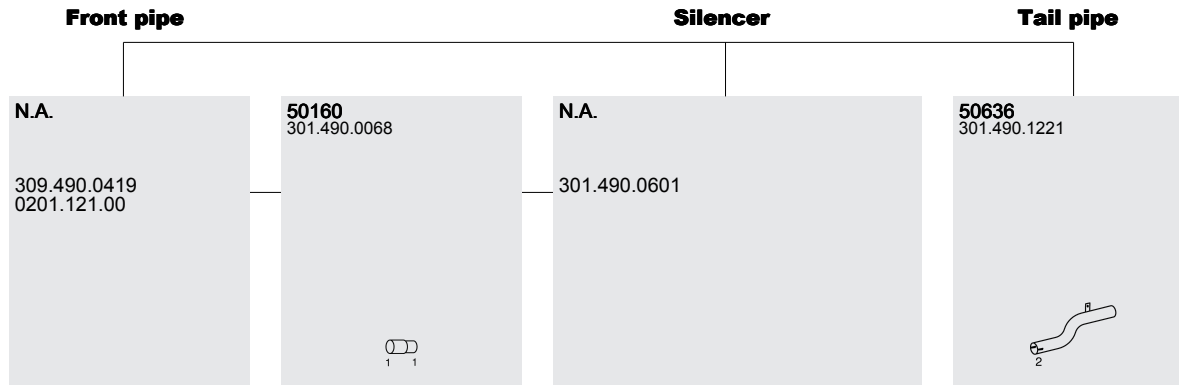 Front pipe
Silencer
Tail pipe
N.A.
309.490.0419
0201.121.00
50160
301.490.0068
1 1
N.A.
301.490.0601
50636
301.490.1221
2